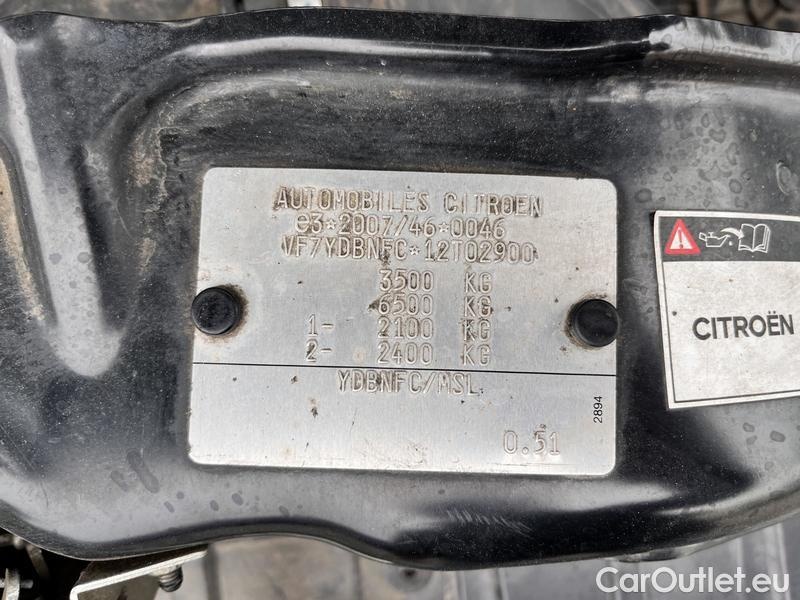 AUTOMOBILES CITROEN
e3*2007/46*0046
VF7YDBNFC*12T02900
3500 KG
6500 KG
1- 2100 KG
2- 2400 KG
YDBNFC/MSL
2894
0.51
CITROËN
CarOutlet.eu